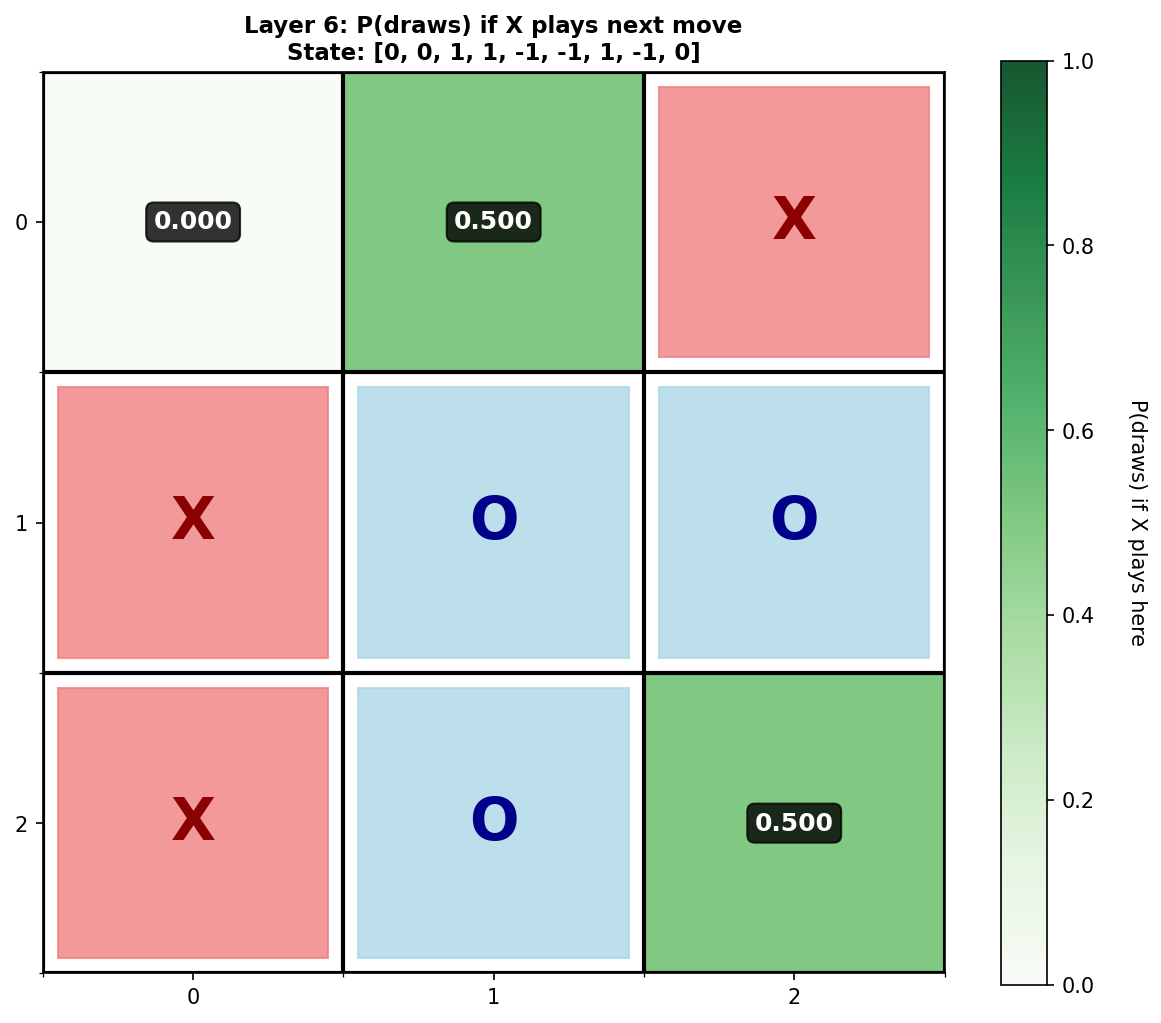 Layer 6: P(draws) if X plays next move
State: [0, 0, 1, 1, -1, -1, 1, -1, 0]
0
0.000
0.500
X
1
X
O
O
2
X
O
0.500
0
1
2
1.0
0.8
0.6
0.4
0.2
0.0
P(draws) if X plays here